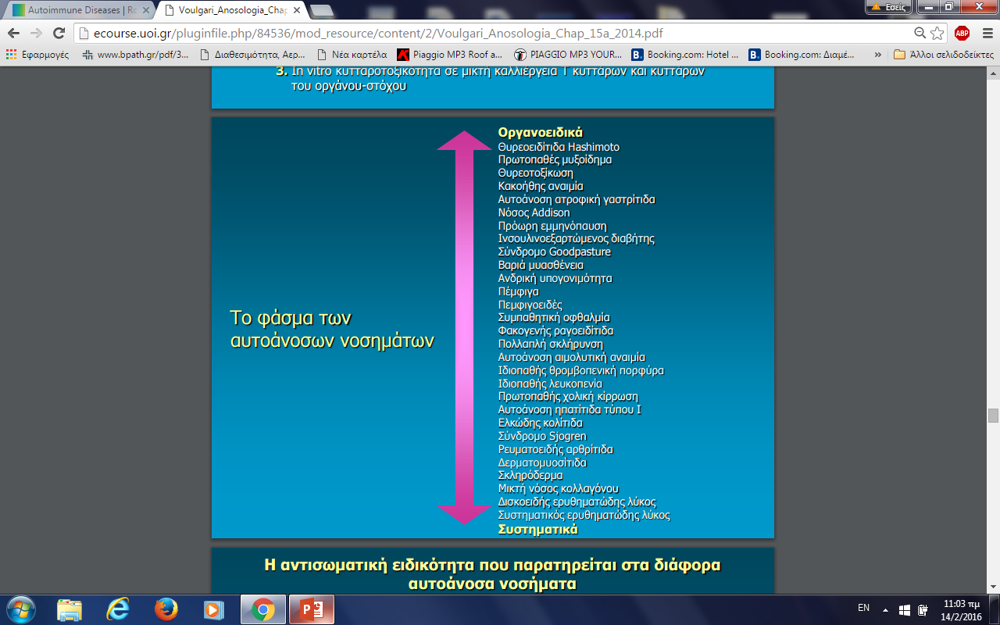 Autoimmune Diseases | Ro
Voulgari_Anosologia_Chap
Εσείς
ecourse.uoi.gr/pluginfile.php/84536/mod_resource/content/2/Voulgari_Anosologia_Chap_15a_2014.pdf
ABP
Εφαρμογές
www.bpath.gr/pdf/3...
Διαθεσιμότητα, Αερ...
Νέα καρτέλα
Piaggio MP3 Roof a...
PIAGGIO MP3 YOUR...
Booking.com: Hotel ...
Booking.com: Διαμέ...
»
Άλλοι σελιδοδείκτες
3. In vitro κυτταροτοξικότητα σε μικτή καλλιέργεια Τ κυττάρων και κυττάρων
του οργάνου-στόχου
Το φάσμα των
αυτοάνοσων νοσημάτων
Οργανοειδικά
Θυρεοειδίτιδα Hashimoto
Πρωτοπαθές μυξοίδημα
Θυρεοτοξίκωση
Κακοήθης αναιμία
Αυτοάνοση ατροφική γαστρίτιδα
Νόσος Addison
Πρόωρη εμμηνόπαυση
Ινσουλινοεξαρτώμενος διαβήτης
Σύνδρομο Goodpasture
Βαριά μυασθένεια
Ανδρική υπογονιμότητα
Πέμφιγα
Πεμφιγοειδές
Συμπαθητική οφθαλμία
Φακογενής ραγοειδίτιδα
Πολλαπλή σκλήρυνση
Αυτοάνοση αιμολυτική αναιμία
Ιδιοπαθής θρομβοπενική πορφύρα
Ιδιοπαθής λευκοπενία
Πρωτοπαθής χολική κίρρωση
Αυτοάνοση ηπατίτιδα τύπου Ι
Ελκώδης κολίτιδα
Σύνδρομο Sjogren
Ρευματοειδής αρθρίτιδα
Δερματομυοσίτιδα
Σκληρόδερμα
Μικτή νόσος κολλαγόνου
Δισκοειδής ερυθηματώδης λύκος
Συστηματικός ερυθηματώδης λύκος
Συστηματικά
Η αντισωματική ειδικότητα που παρατηρείται στα διάφορα
αυτοάνοσα νοσήματα
EN
11:03 πμ
14/2/2016